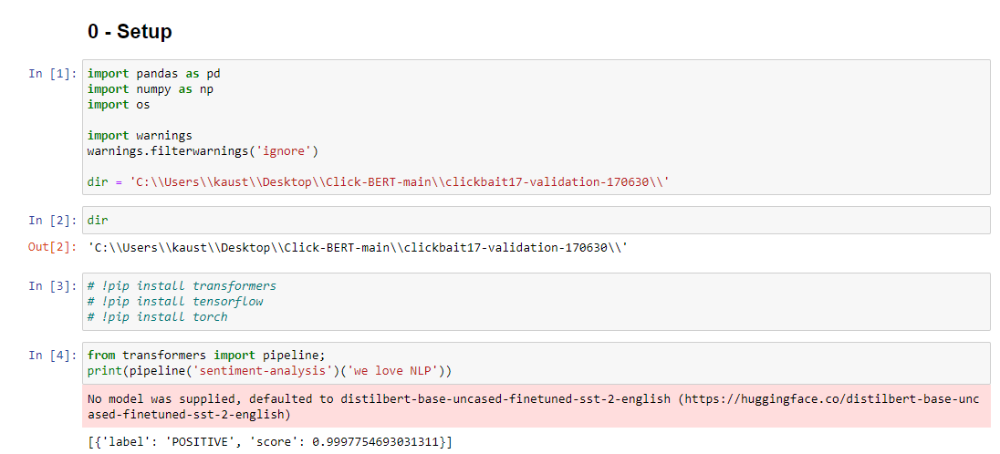 0 - Setup
In [1]: import pandas as pd
import numpy as np
import os
import warnings
warnings.filterwarnings('ignore')
dir = 'C:\\Users\\kaust\\Desktop\\Click-BERT-main\\clickbait17-validation-170630\\'
In [2]: dir
Out[2]: 'C:\\Users\\kaust\\Desktop\\Click-BERT-main\\clickbait17-validation-170630\\'
In [3]: # !pip install transformers
# !pip install tensorflow
# !pip install torch
In [4]: from transformers import pipeline;
print(pipeline('sentiment-analysis')('we love NLP'))
No model was supplied, defaulted to distilbert-base-uncased-finetuned-sst-2-english (https://huggingface.co/distilbert-base-unc
ased-finetuned-sst-2-english)
[{'label': 'POSITIVE', 'score': 0.9997754693031311}]